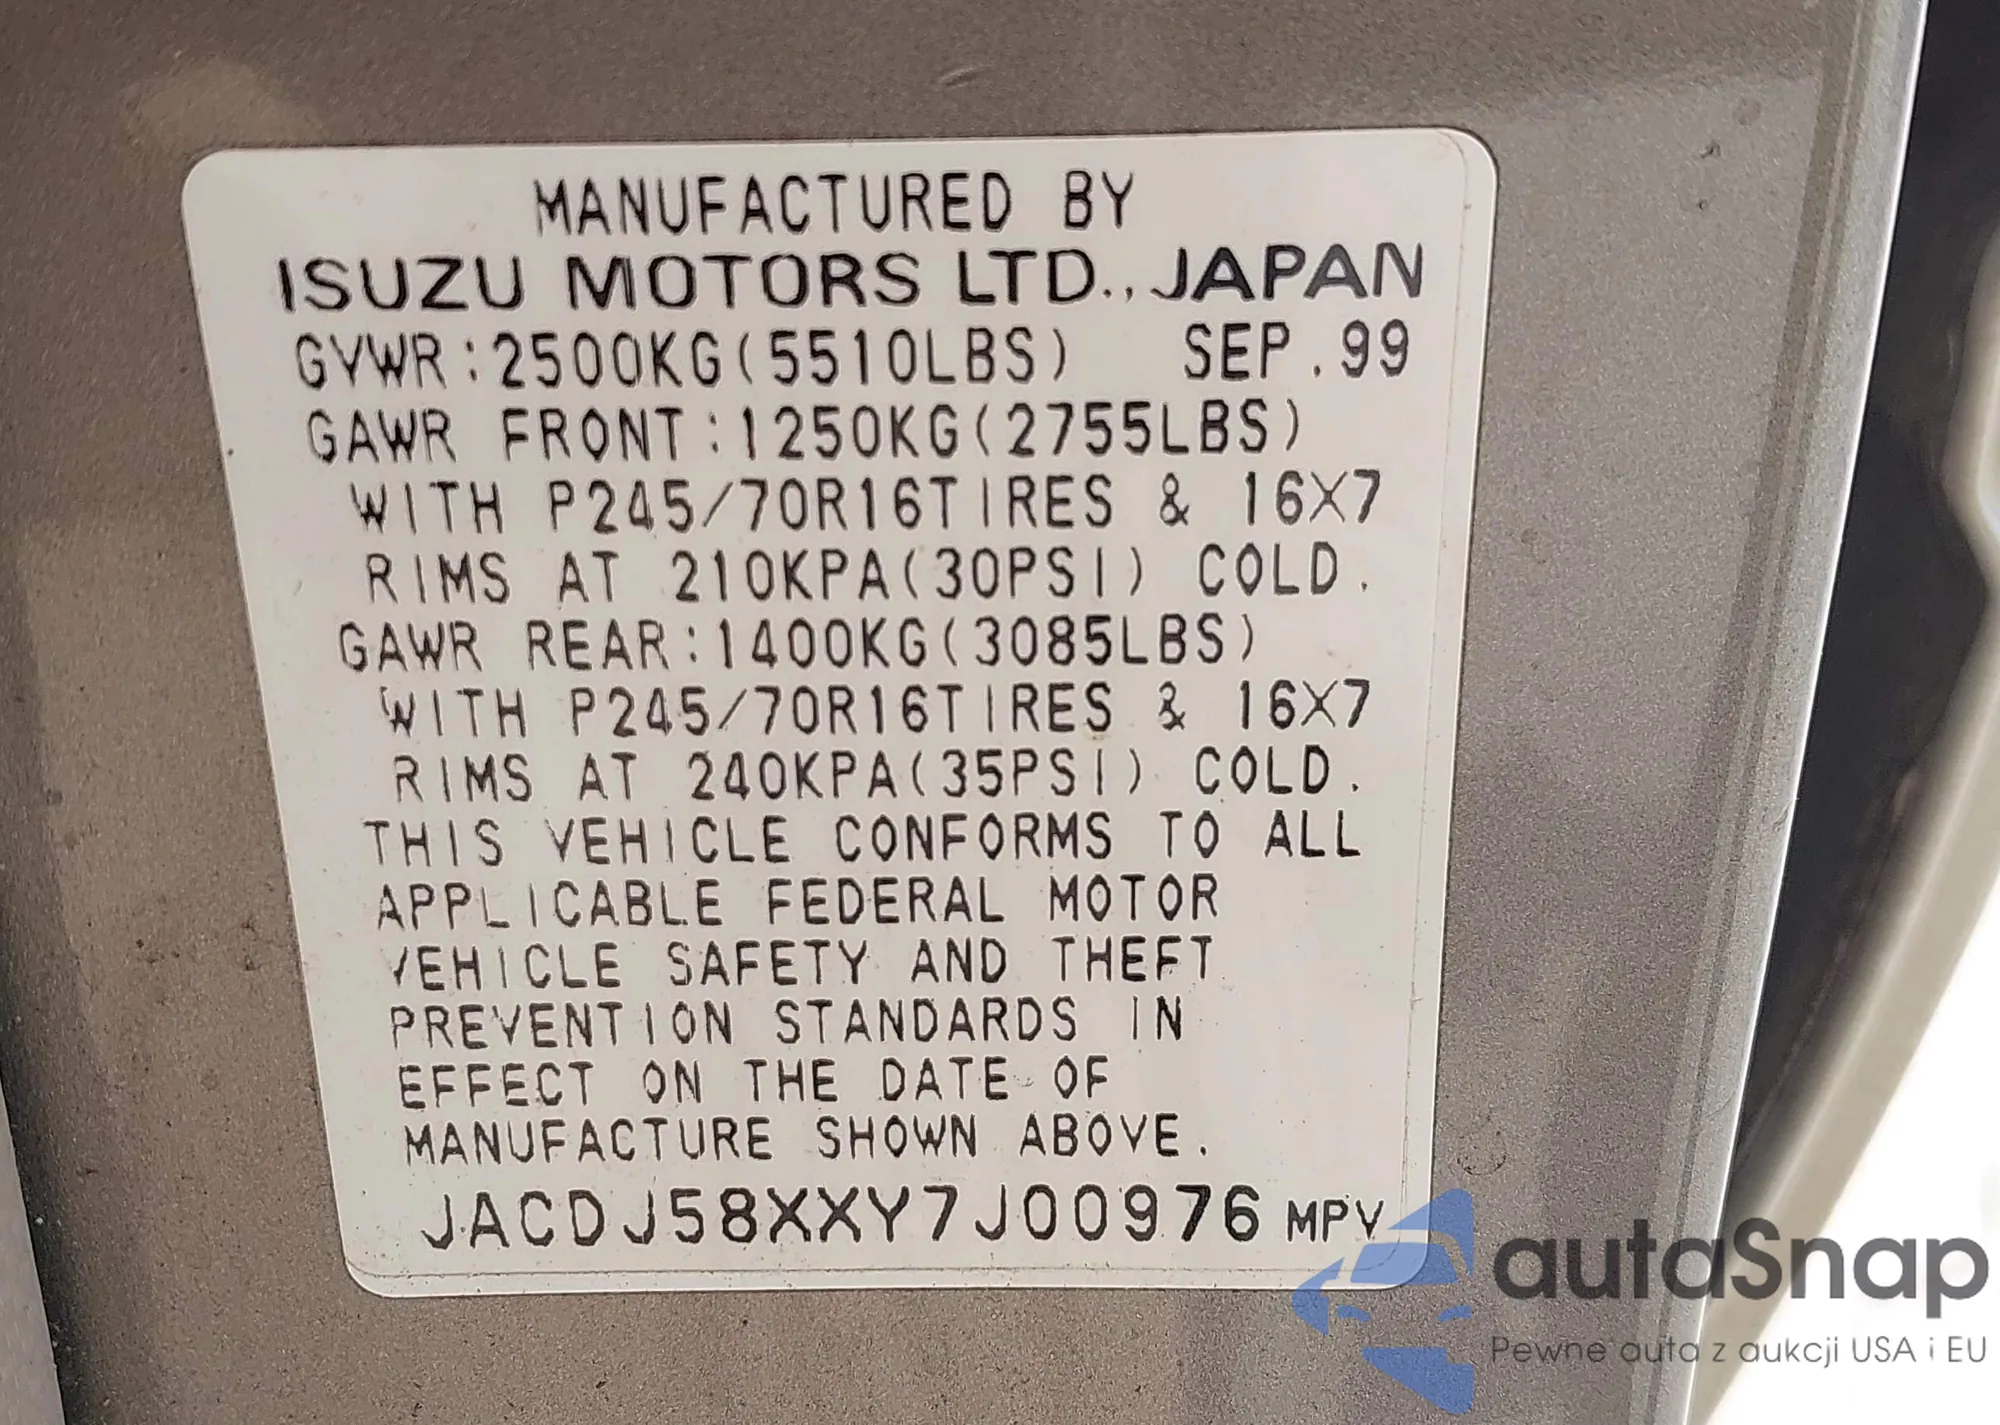 MANUFACTURED BY
ISUZU MOTORS LTD., JAPAN
GVWR:2500KG(5510LBS) SEP.99
GAWR FRONT:1250KG(2755LBS)
WITH P245/70R16TIRES & 16X7
RIMS AT 210KPA(30PSI) COLD.
GAWR REAR:1400KG(3085LBS)
WITH P245/70R16TIRES & 16X7
RIMS AT 240KPA(35PSI) COLD.
THIS VEHICLE CONFORMS TO ALL
APPLICABLE FEDERAL MOTOR
VEHICLE SAFETY AND THEFT
PREVENTION STANDARDS IN
EFFECT ON THE DATE OF
MANUFACTURE SHOWN ABOVE.
JACDJ58XXY7J00976 MPV
autaSnap
Pewne auta z aukcji USA i EU